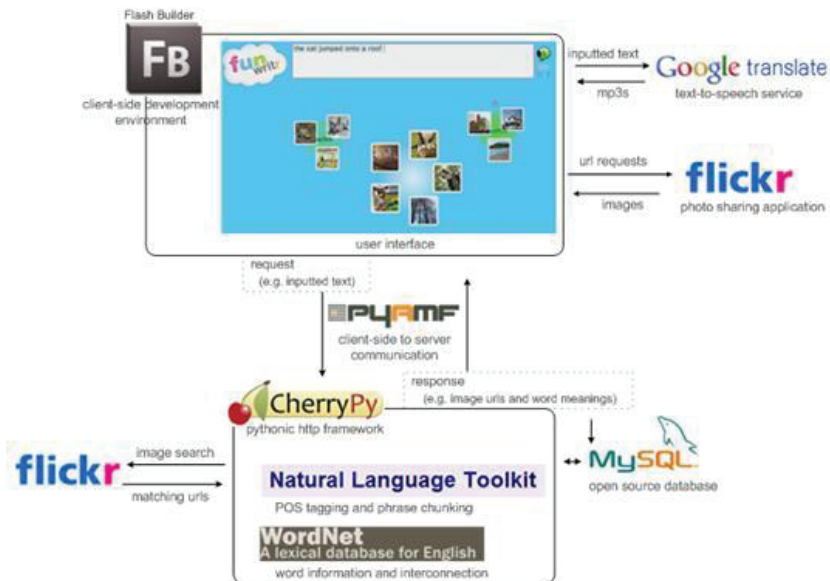 Flash Builder
FB
client-side development
environment
fun
writr
the cat jumped onto a roof
user interface
inputted text
mp3s
Google translate
text-to-speech service
url requests
images
flickr
photo sharing application
request
(e.g. inputted text)
PYAMF
client-side to server
communication
response
(e.g. image urls and word meanings)
CherryPy
pythonic http framework
flickr
image search
matching urls
Natural Language Toolkit
POS tagging and phrase chunking
WordNet
A lexical database for English
word information and interconnection
MySQL
open source database